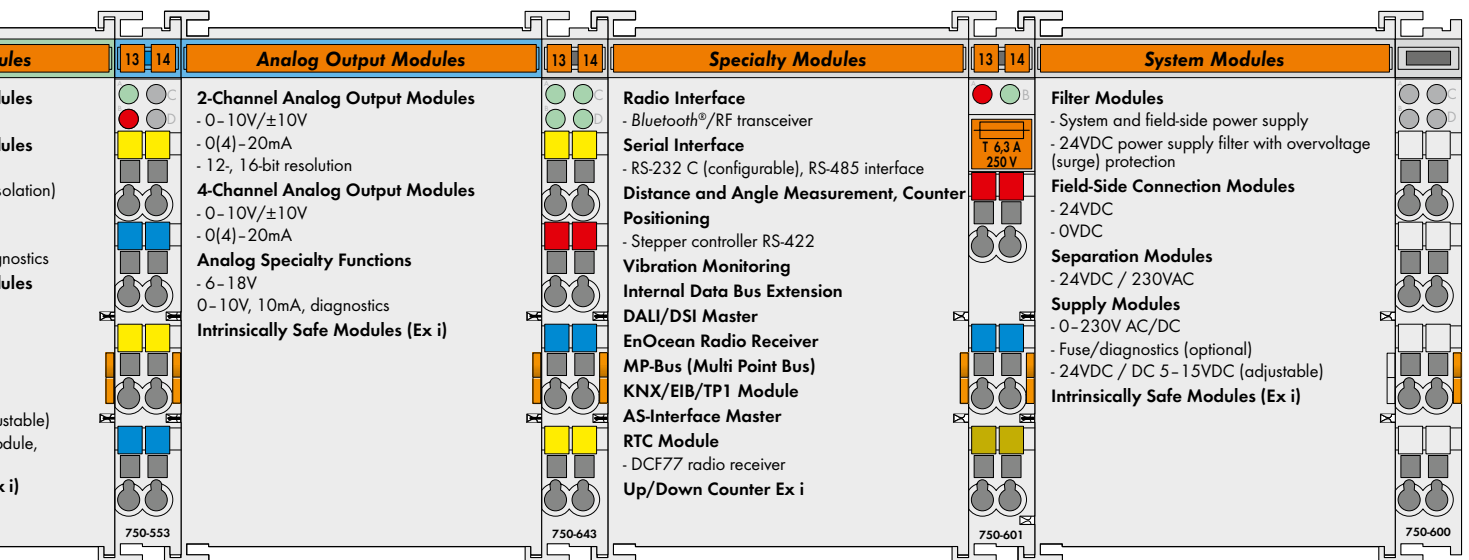 ules
ules
ules
solation)
gnostics
ules
ustable)
odule,
x i)
13 14
C
D
750-553
Analog Output Modules
2-Channel Analog Output Modules
- 0–10V/±10V
- 0(4)–20mA
- 12-, 16-bit resolution
4-Channel Analog Output Modules
- 0–10V/±10V
- 0(4)–20mA
Analog Specialty Functions
- 6–18V
0–10V, 10mA, diagnostics
Intrinsically Safe Modules (Ex i)
13 14
C
D
750-643
Specialty Modules
Radio Interface
- Bluetooth®/RF transceiver
Serial Interface
- RS-232 C (configurable), RS-485 interface
Distance and Angle Measurement, Counter
Positioning
- Stepper controller RS-422
Vibration Monitoring
Internal Data Bus Extension
DALI/DSI Master
EnOcean Radio Receiver
MP-Bus (Multi Point Bus)
KNX/EIB/TP1 Module
AS-Interface Master
RTC Module
- DCF77 radio receiver
Up/Down Counter Ex i
13 14
B
T 6,3 A
250 V
750-601
System Modules
Filter Modules
- System and field-side power supply
- 24VDC power supply filter with overvoltage
(surge) protection
Field-Side Connection Modules
- 24VDC
- 0VDC
Separation Modules
- 24VDC / 230VAC
Supply Modules
- 0–230V AC/DC
- Fuse/diagnostics (optional)
- 24VDC / DC 5–15VDC (adjustable)
Intrinsically Safe Modules (Ex i)
C
D
750-600